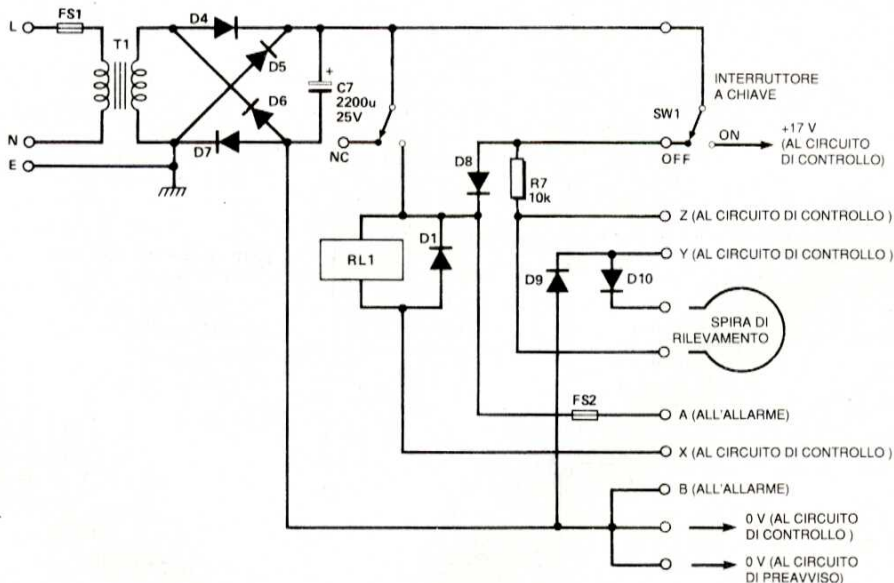 L
FS1
T1
N
E
D4
D5
D6
D7
+
C7
2200u
25V
NC
INTERRUTTORE
A CHIAVE
SW1
ON
OFF
+17 V
(AL CIRCUITO
DI CONTROLLO)
D8
R7
10k
Z (AL CIRCUITO DI CONTROLLO )
RL1
D1
D9
D10
Y (AL CIRCUITO DI CONTROLLO)
SPIRA DI
RILEVAMENTO
FS2
A (ALL'ALLARME)
X (AL CIRCUITO DI CONTROLLO )
B (ALL'ALLARME)
0 V (AL CIRCUITO
DI CONTROLLO )
0 V (AL CIRCUITO
DI PREAVVISO)